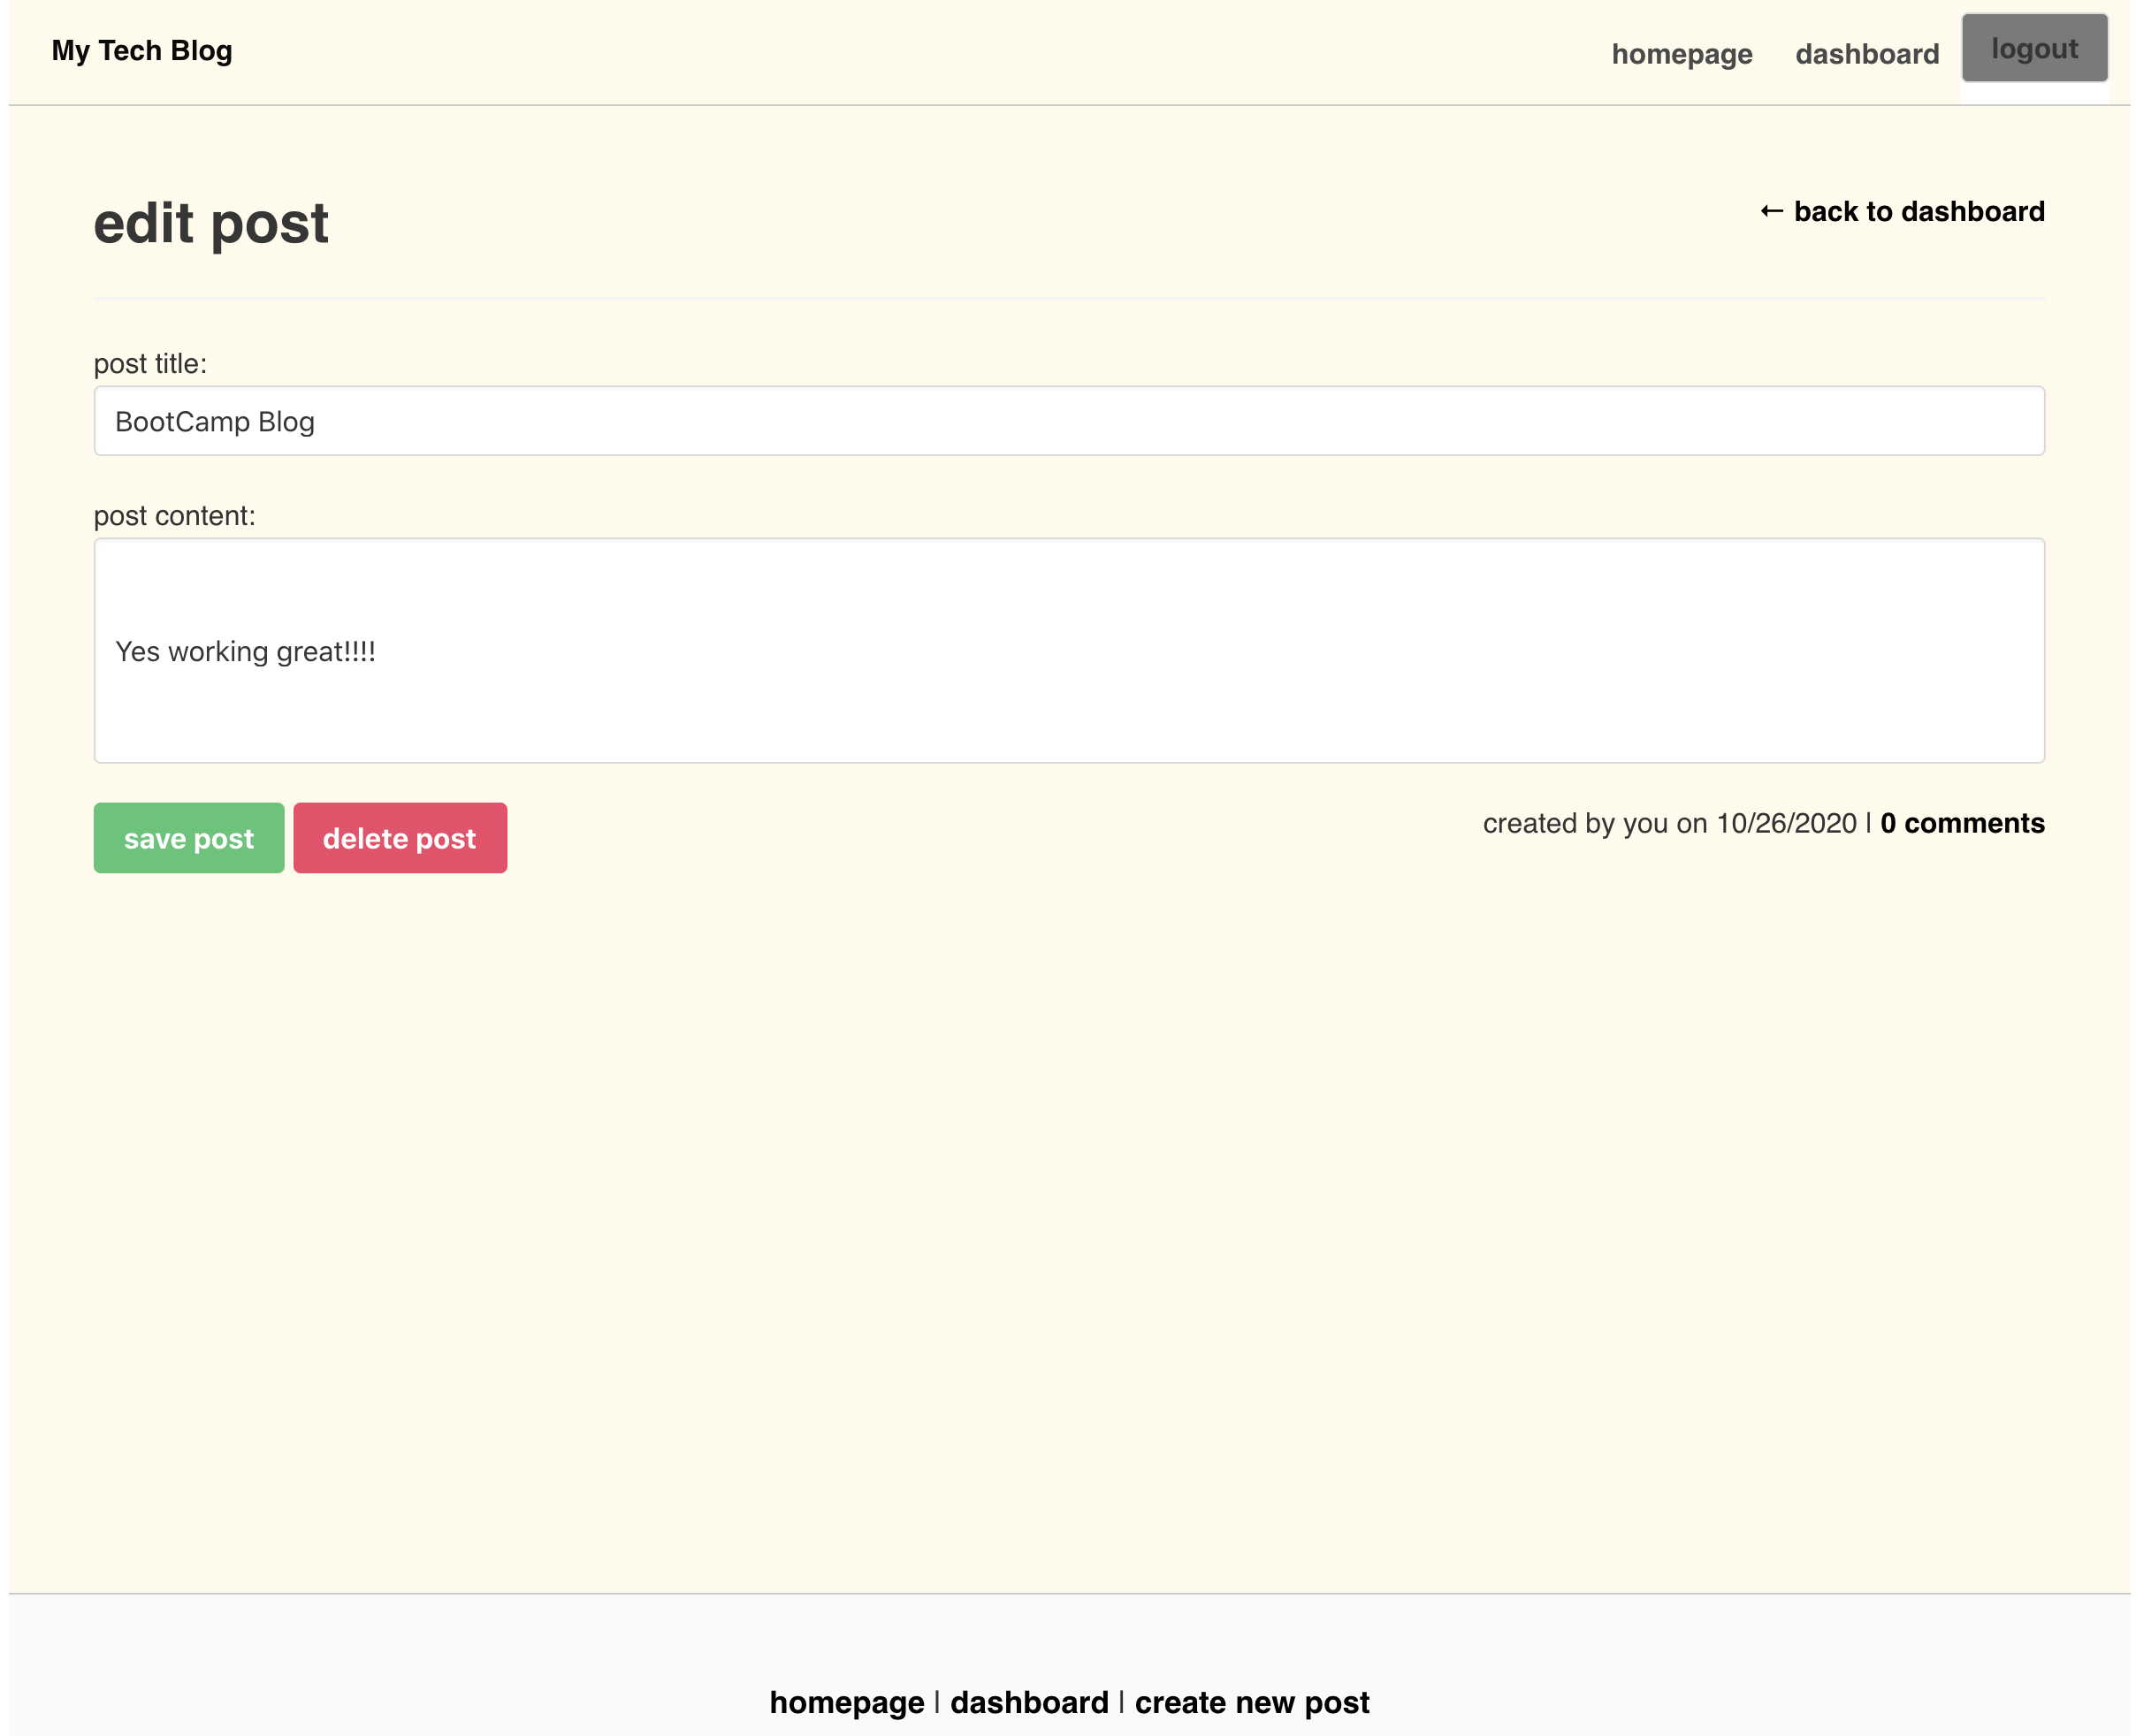 My Tech Blog
homepage dashboard logout
edit post
← back to dashboard
post title:
BootCamp Blog
post content:
Yes working great!!!!
save post delete post
created by you on 10/26/2020 | 0 comments
homepage | dashboard | create new post